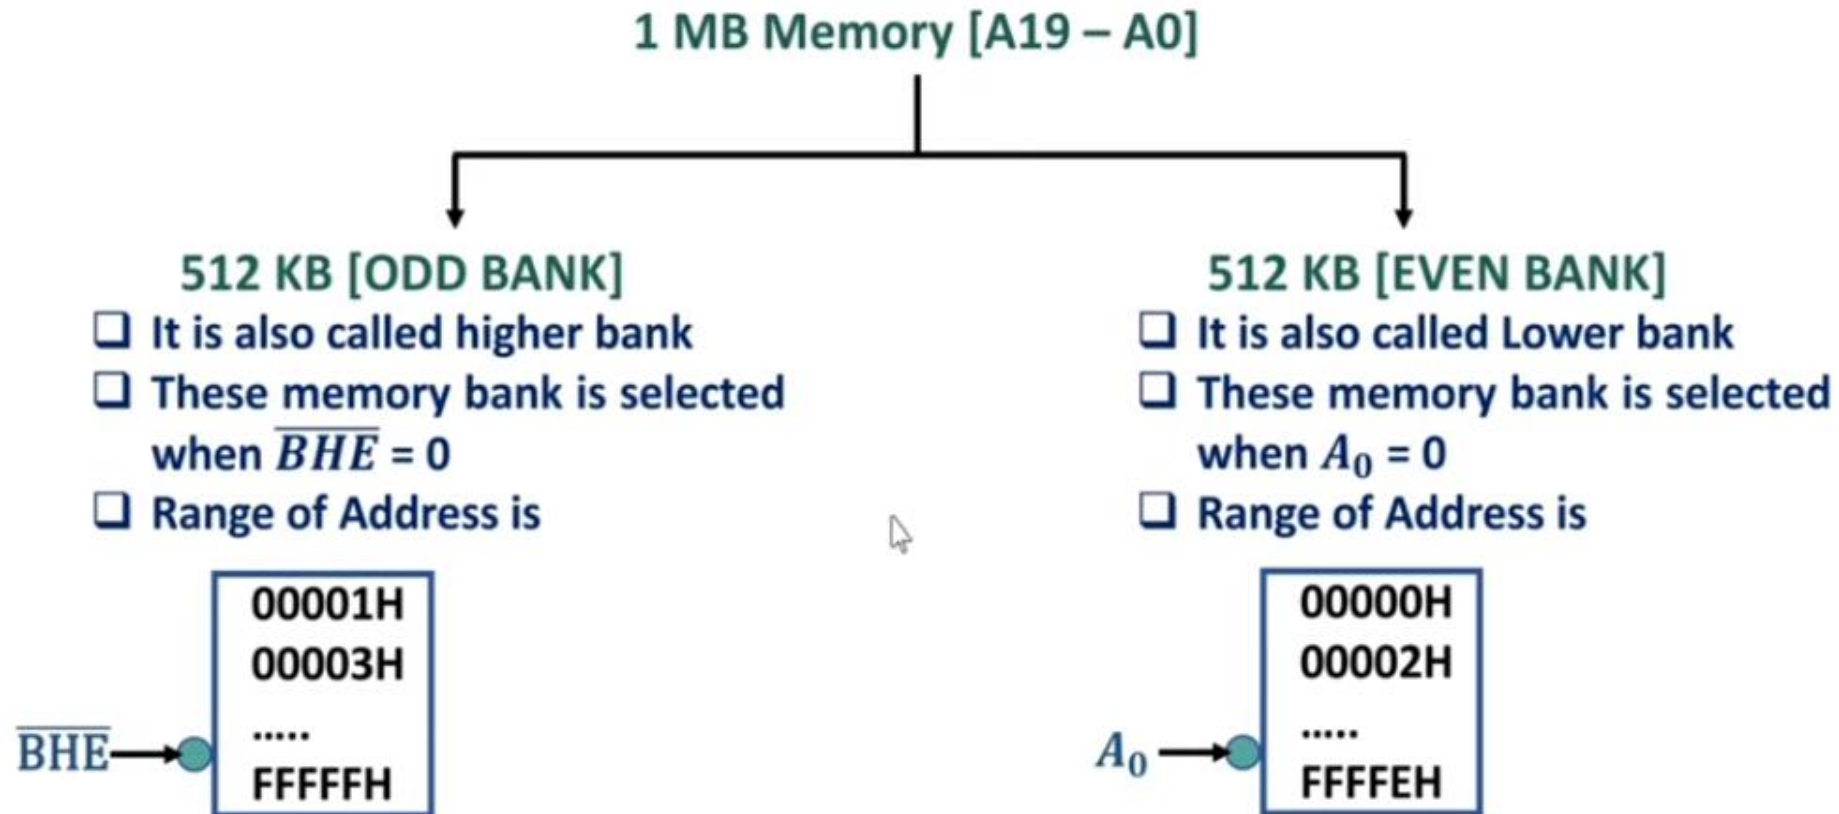 1 MB Memory [A19 – A0]
512 KB [ODD BANK]
❑ It is also called higher bank
❑ These memory bank is selected
when \overline{BHE} = 0
❑ Range of Address is
00001H
00003H
.....
FFFFFH
\overline{BHE}
512 KB [EVEN BANK]
❑ It is also called Lower bank
❑ These memory bank is selected
when A₀ = 0
❑ Range of Address is
00000H
00002H
.....
FFFFEH
A₀